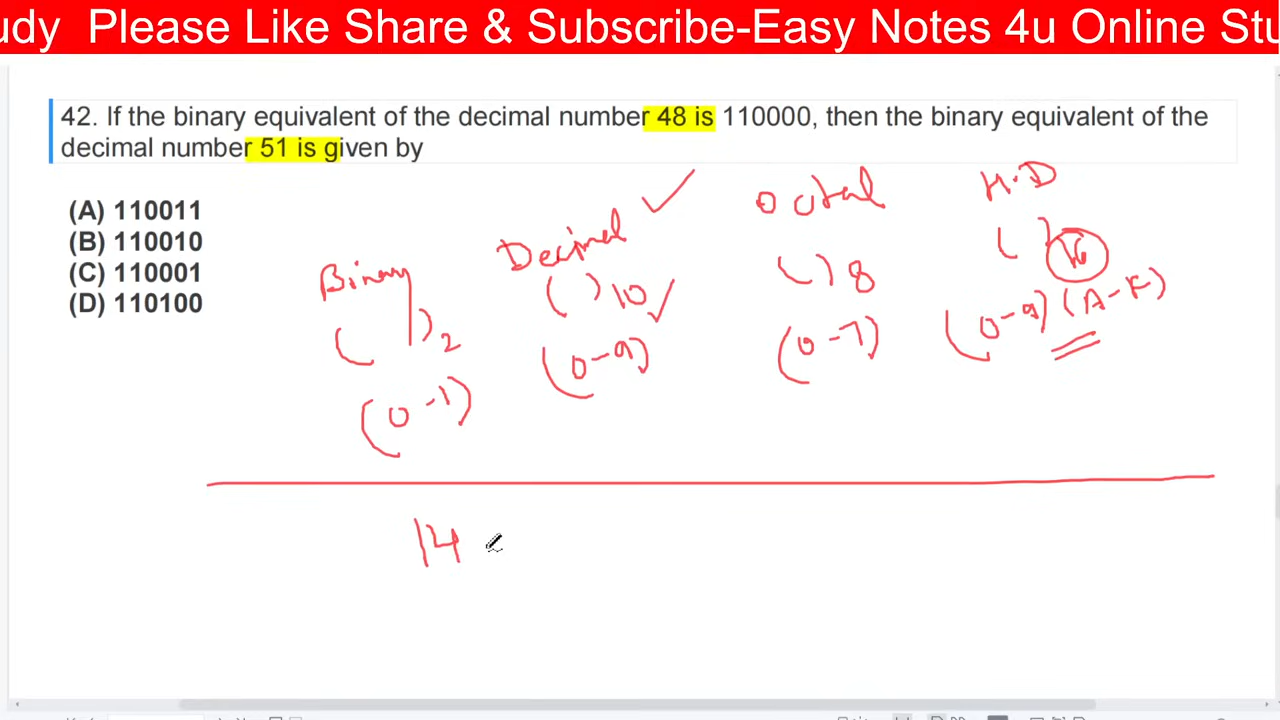 udy  Please Like Share & Subscribe-Easy Notes 4u Online Stu
42. If the binary equivalent of the decimal number 48 is 110000, then the binary equivalent of the
decimal number 51 is given by
(A) 110011
(B) 110010
(C) 110001
(D) 110100
Binary Decimal Octal H.D
( )2 ( )10 ( )8 ( )16
(0-1) (0-9) (0-7) (0-9) (A-F)
14